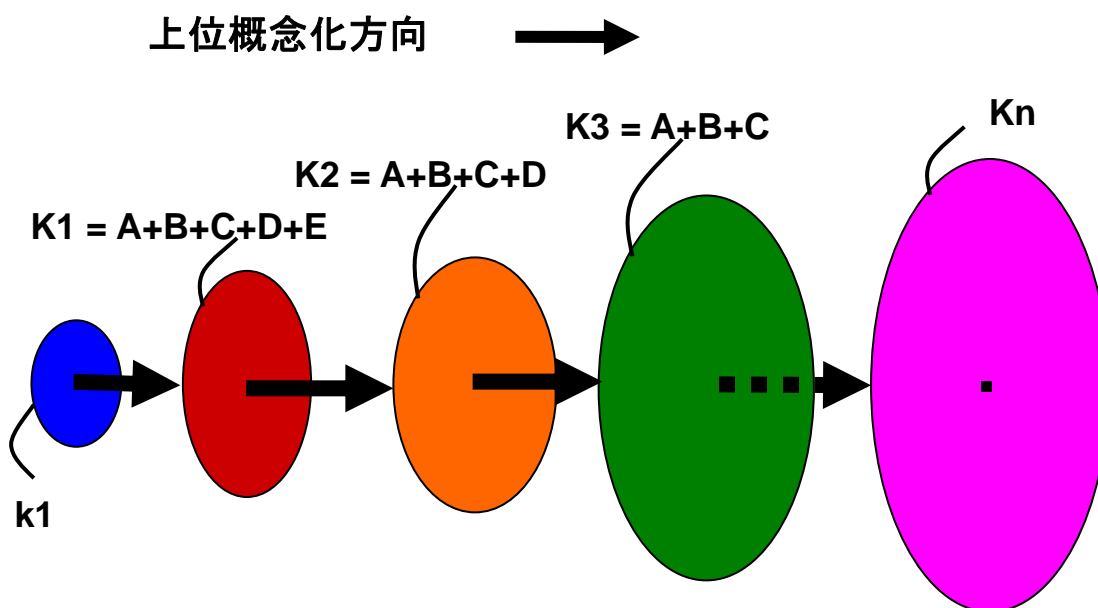 上位概念化方向
Kn
K3 = A+B+C
K2 = A+B+C+D
K1 = A+B+C+D+E
k1